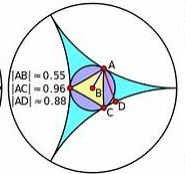 A
|AB| ≈ 0.55
|AC| ≈ 0.96
|AD| ≈ 0.88
B
D
C